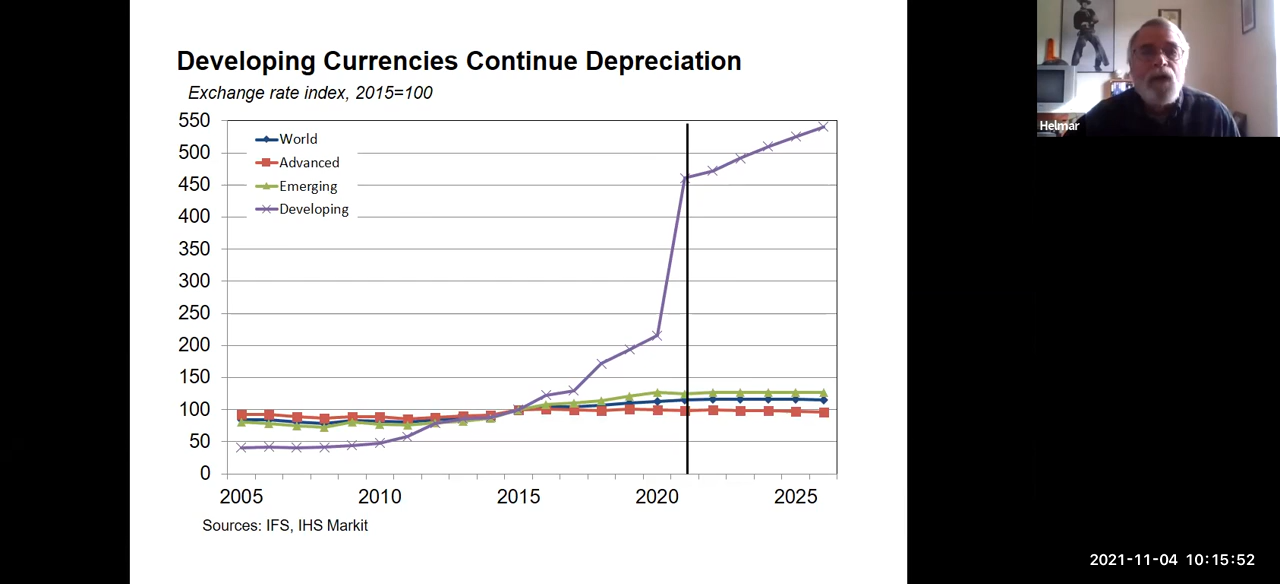 Developing Currencies Continue Depreciation
Exchange rate index, 2015=100
550
500
450
400
350
300
250
200
150
100
50
0
World
Advanced
Emerging
Developing
2005 2010 2015 2020 2025
Sources: IFS, IHS Markit
Helmar
2021-11-04 10:15:52